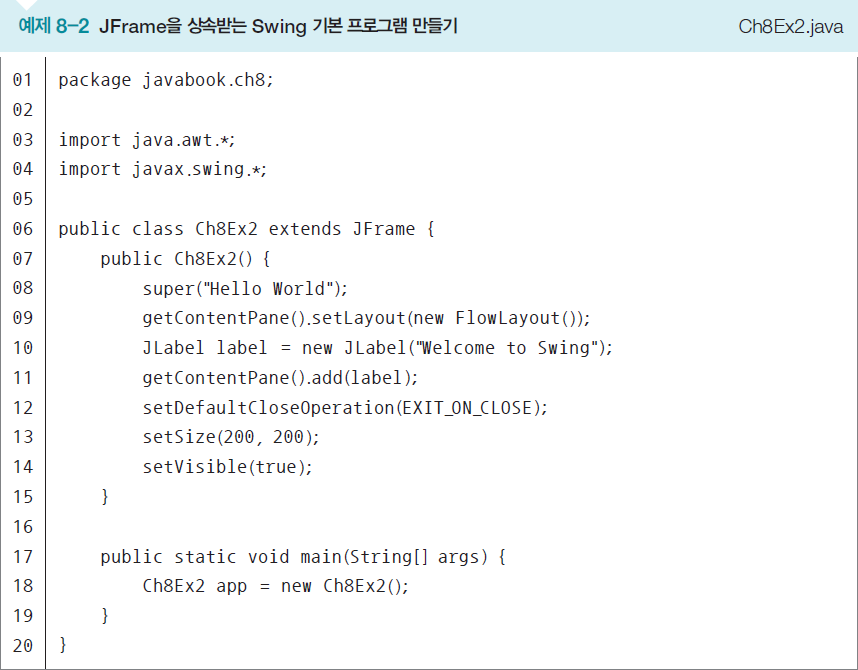 예제 8-2 JFrame을 상속받는 Swing 기본 프로그램 만들기 Ch8Ex2.java
01 package javabook.ch8;
02
03 import java.awt.*;
04 import javax.swing.*;
05
06 public class Ch8Ex2 extends JFrame {
07     public Ch8Ex2() {
08         super("Hello World");
09         getContentPane().setLayout(new FlowLayout());
10         JLabel label = new JLabel("Welcome to Swing");
11         getContentPane().add(label);
12         setDefaultCloseOperation(EXIT_ON_CLOSE);
13         setSize(200, 200);
14         setVisible(true);
15     }
16
17     public static void main(String[] args) {
18         Ch8Ex2 app = new Ch8Ex2();
19     }
20 }